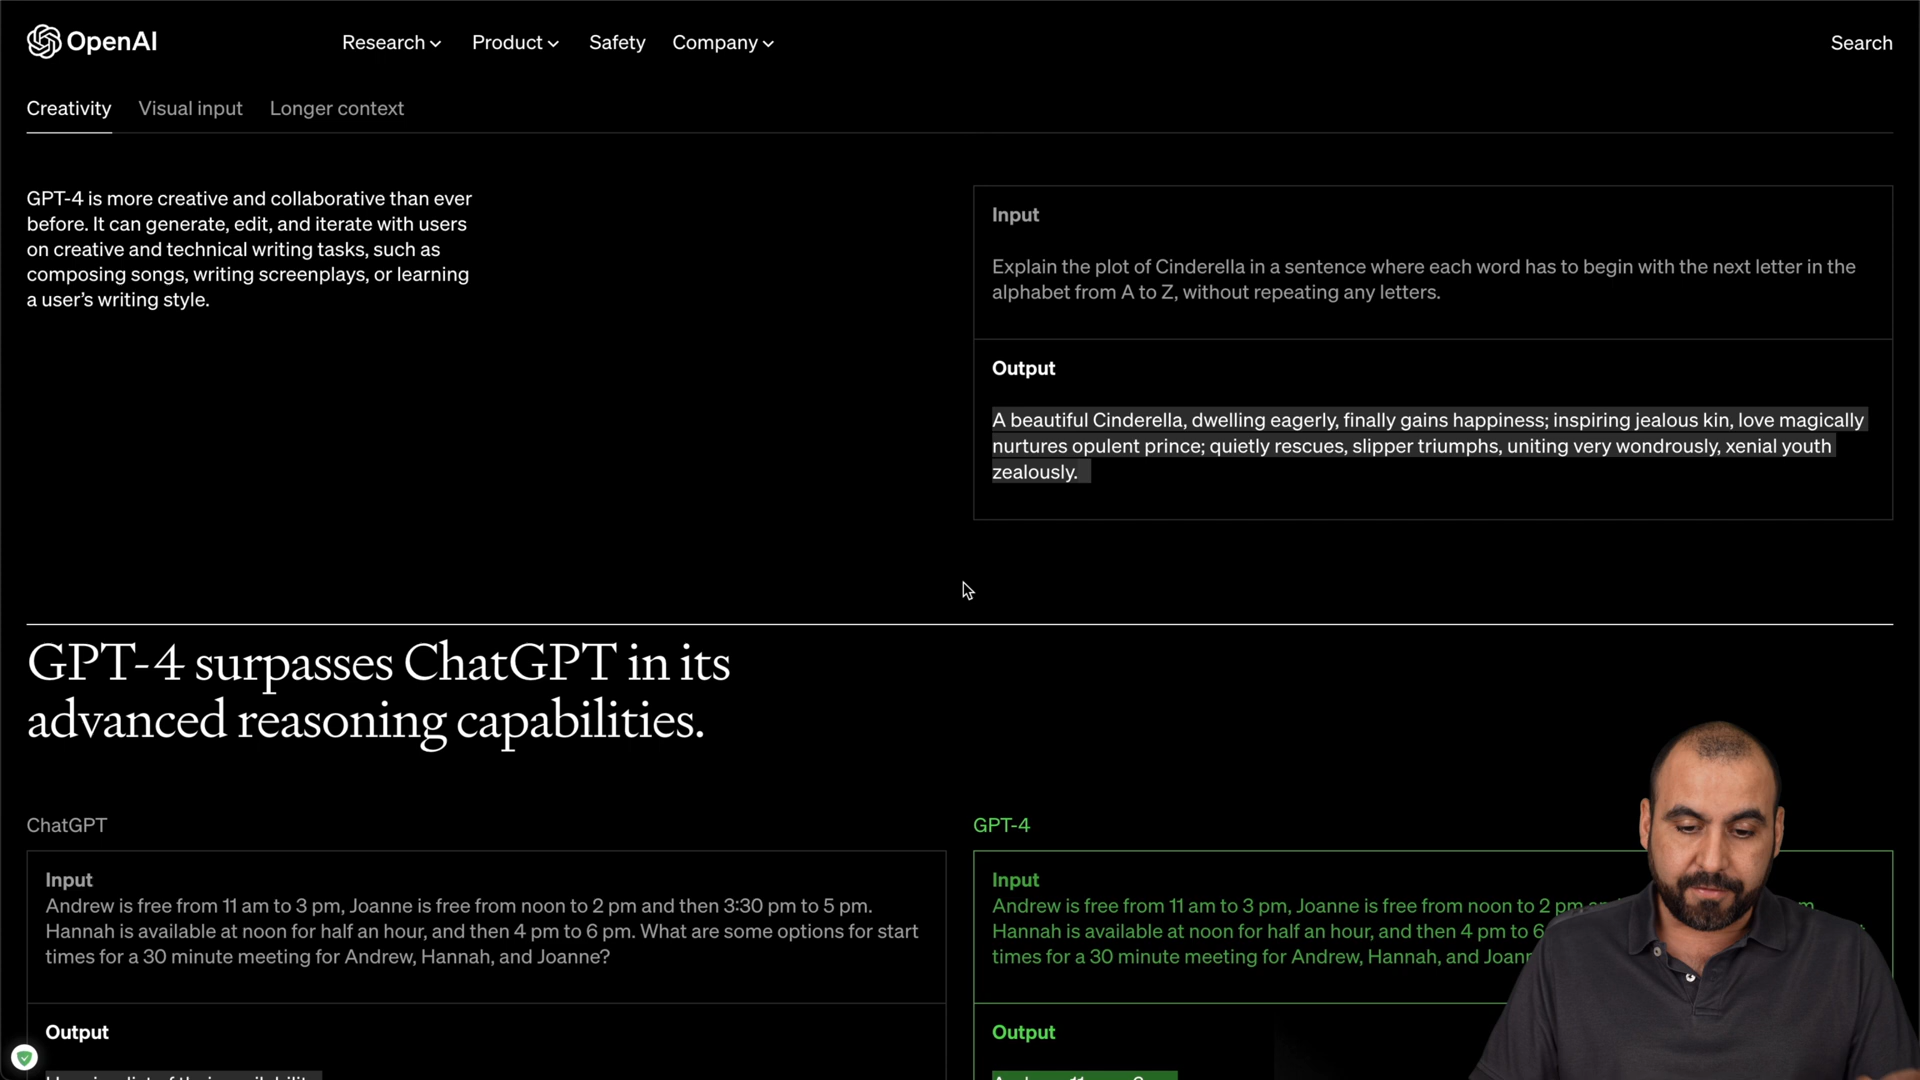 OpenAI
Research Product Safety Company Search
Creativity Visual input Longer context
GPT-4 is more creative and collaborative than ever
before. It can generate, edit, and iterate with users
on creative and technical writing tasks, such as
composing songs, writing screenplays, or learning
a user's writing style.
Input
Explain the plot of Cinderella in a sentence where each word has to begin with the next letter in the
alphabet from A to Z, without repeating any letters.
Output
A beautiful Cinderella, dwelling eagerly, finally gains happiness; inspiring jealous kin, love magically
nurtures opulent prince; quietly rescues, slipper triumphs, uniting very wondrously, xenial youth
zealously.
GPT-4 surpasses ChatGPT in its
advanced reasoning capabilities.
ChatGPT
Input
Andrew is free from 11 am to 3 pm, Joanne is free from noon to 2 pm and then 3:30 pm to 5 pm.
Hannah is available at noon for half an hour, and then 4 pm to 6 pm. What are some options for start
times for a 30 minute meeting for Andrew, Hannah, and Joanne?
Output
GPT-4
Input
Andrew is free from 11 am to 3 pm, Joanne is free from noon to 2 pm
Hannah is available at noon for half an hour, and then 4 pm to 6
times for a 30 minute meeting for Andrew, Hannah, and
Output